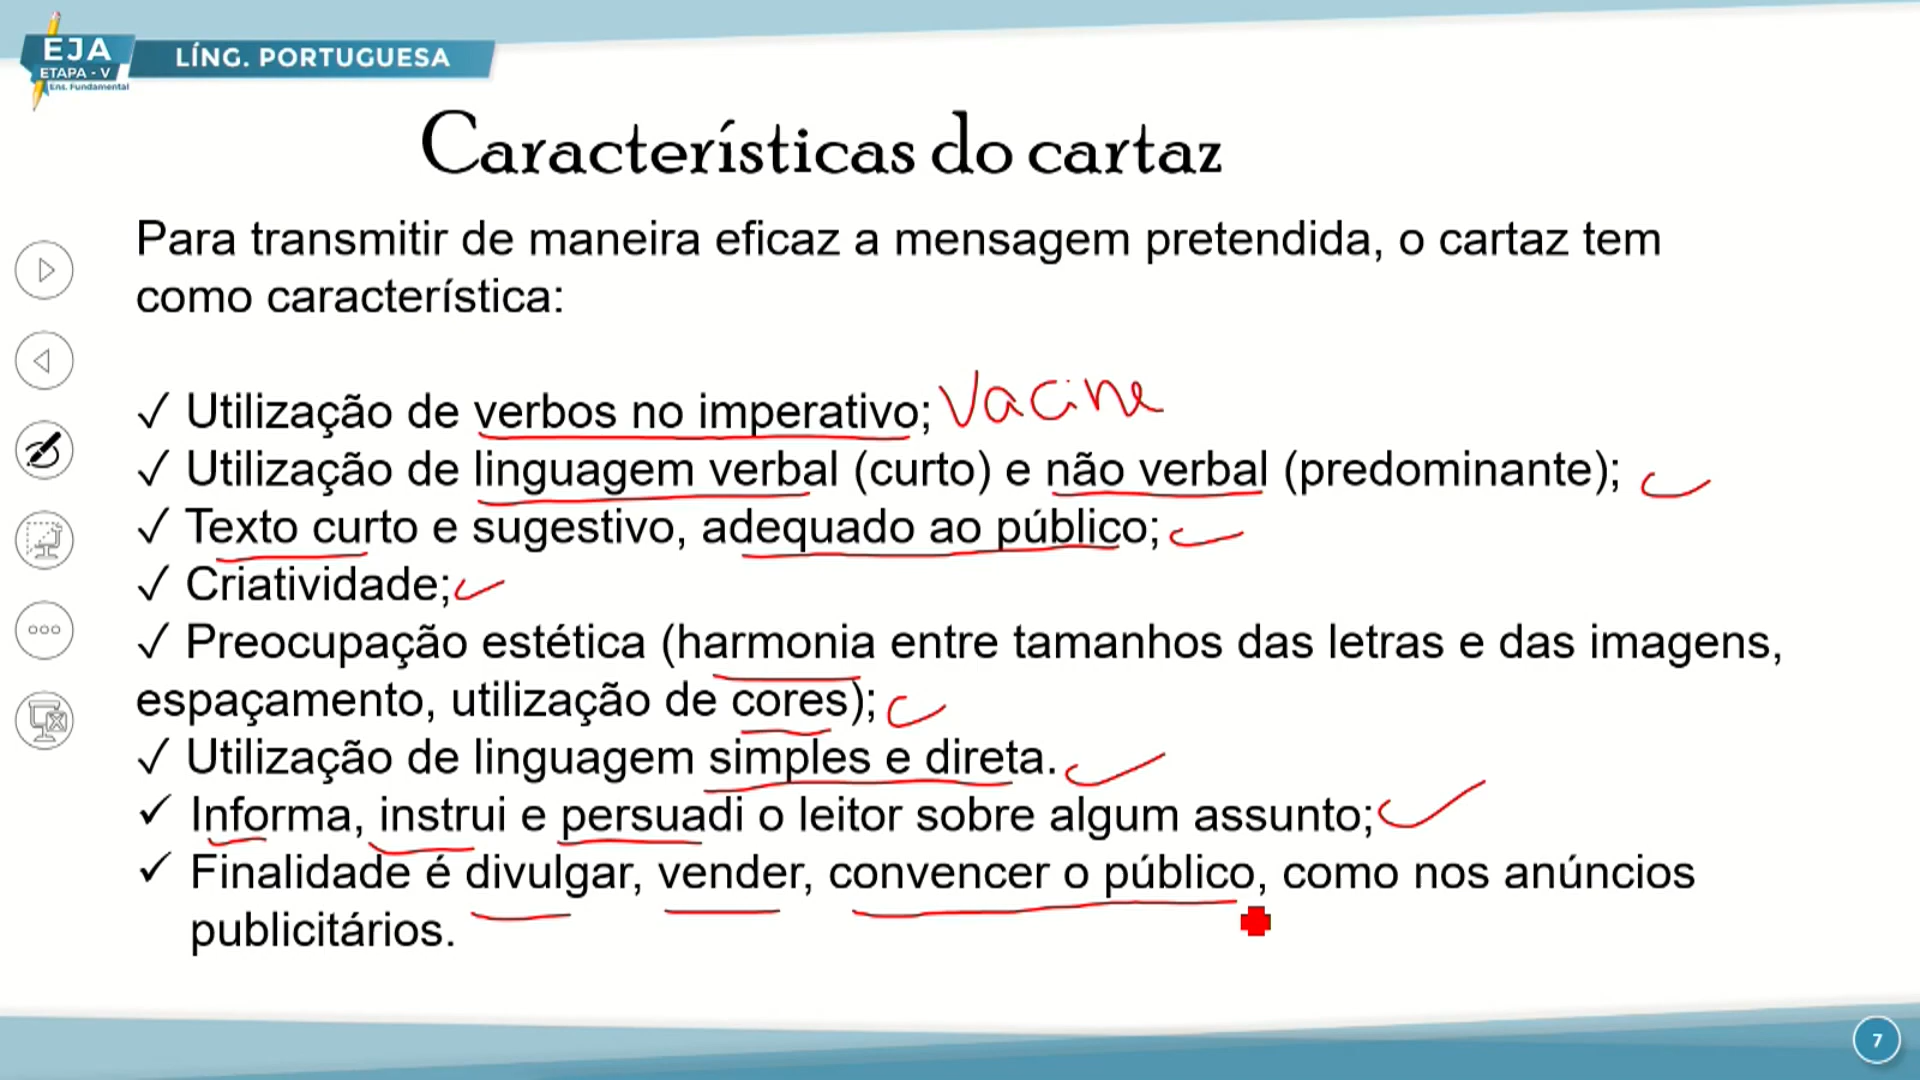 EJA
ETAPA - V
Ens. Fundamental
LÍNG. PORTUGUESA
Características do cartaz
Para transmitir de maneira eficaz a mensagem pretendida, o cartaz tem
como característica:
✓ Utilização de verbos no imperativo; Vacine
✓ Utilização de linguagem verbal (curto) e não verbal (predominante);
✓ Texto curto e sugestivo, adequado ao público;
✓ Criatividade;
✓ Preocupação estética (harmonia entre tamanhos das letras e das imagens,
espaçamento, utilização de cores);
✓ Utilização de linguagem simples e direta.
✓ Informa, instrui e persuadi o leitor sobre algum assunto;
✓ Finalidade é divulgar, vender, convencer o público, como nos anúncios
publicitários.
7